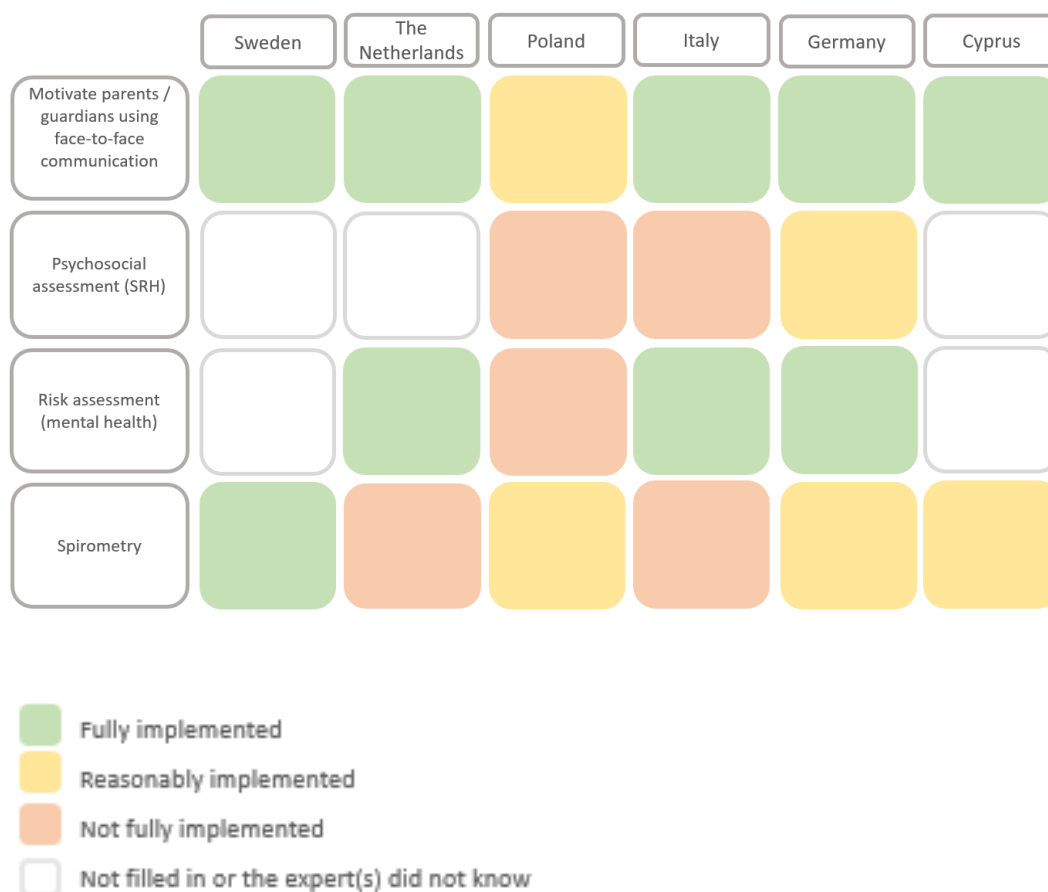 Sweden
The
Netherlands
Poland
Italy
Germany
Cyprus
Motivate parents /
guardians using
face-to-face
communication
Psychosocial
assessment (SRH)
Risk assessment
(mental health)
Spirometry
Fully implemented
Reasonably implemented
Not fully implemented
Not filled in or the expert(s) did not know